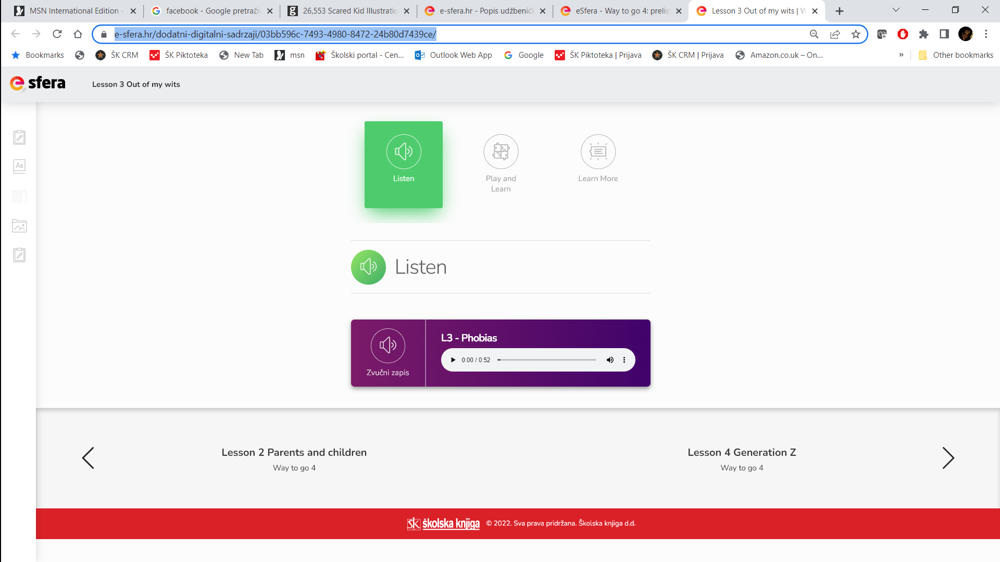 MSN International Edition -
facebook - Google pretraživ
26,553 Scared Kid Illustratio
e-sfera.hr - Popis udžbeničk
eSfera - Way to go 4: prelis
Lesson 3 Out of my wits | W
e-sfera.hr/dodatni-digitalni-sadrzaji/03bb596c-7493-4980-8472-24b80d7439ce/
Bookmarks
ŠK CRM
ŠK Piktoteka
New Tab
msn
Školski portal - Cen...
Outlook Web App
Google
ŠK Piktoteka | Prijava
ŠK CRM | Prijava
Amazon.co.uk – On...
»
Other bookmarks
e sfera
Lesson 3 Out of my wits
Aa
Listen
Play and
Learn
Learn More
Listen
L3 - Phobias
0:00 / 0:52
Zvučni zapis
Lesson 2 Parents and children
Way to go 4
Lesson 4 Generation Z
Way to go 4
ŠK školska knjiga © 2022. Sva prava pridržana. Školska knjiga d.d.